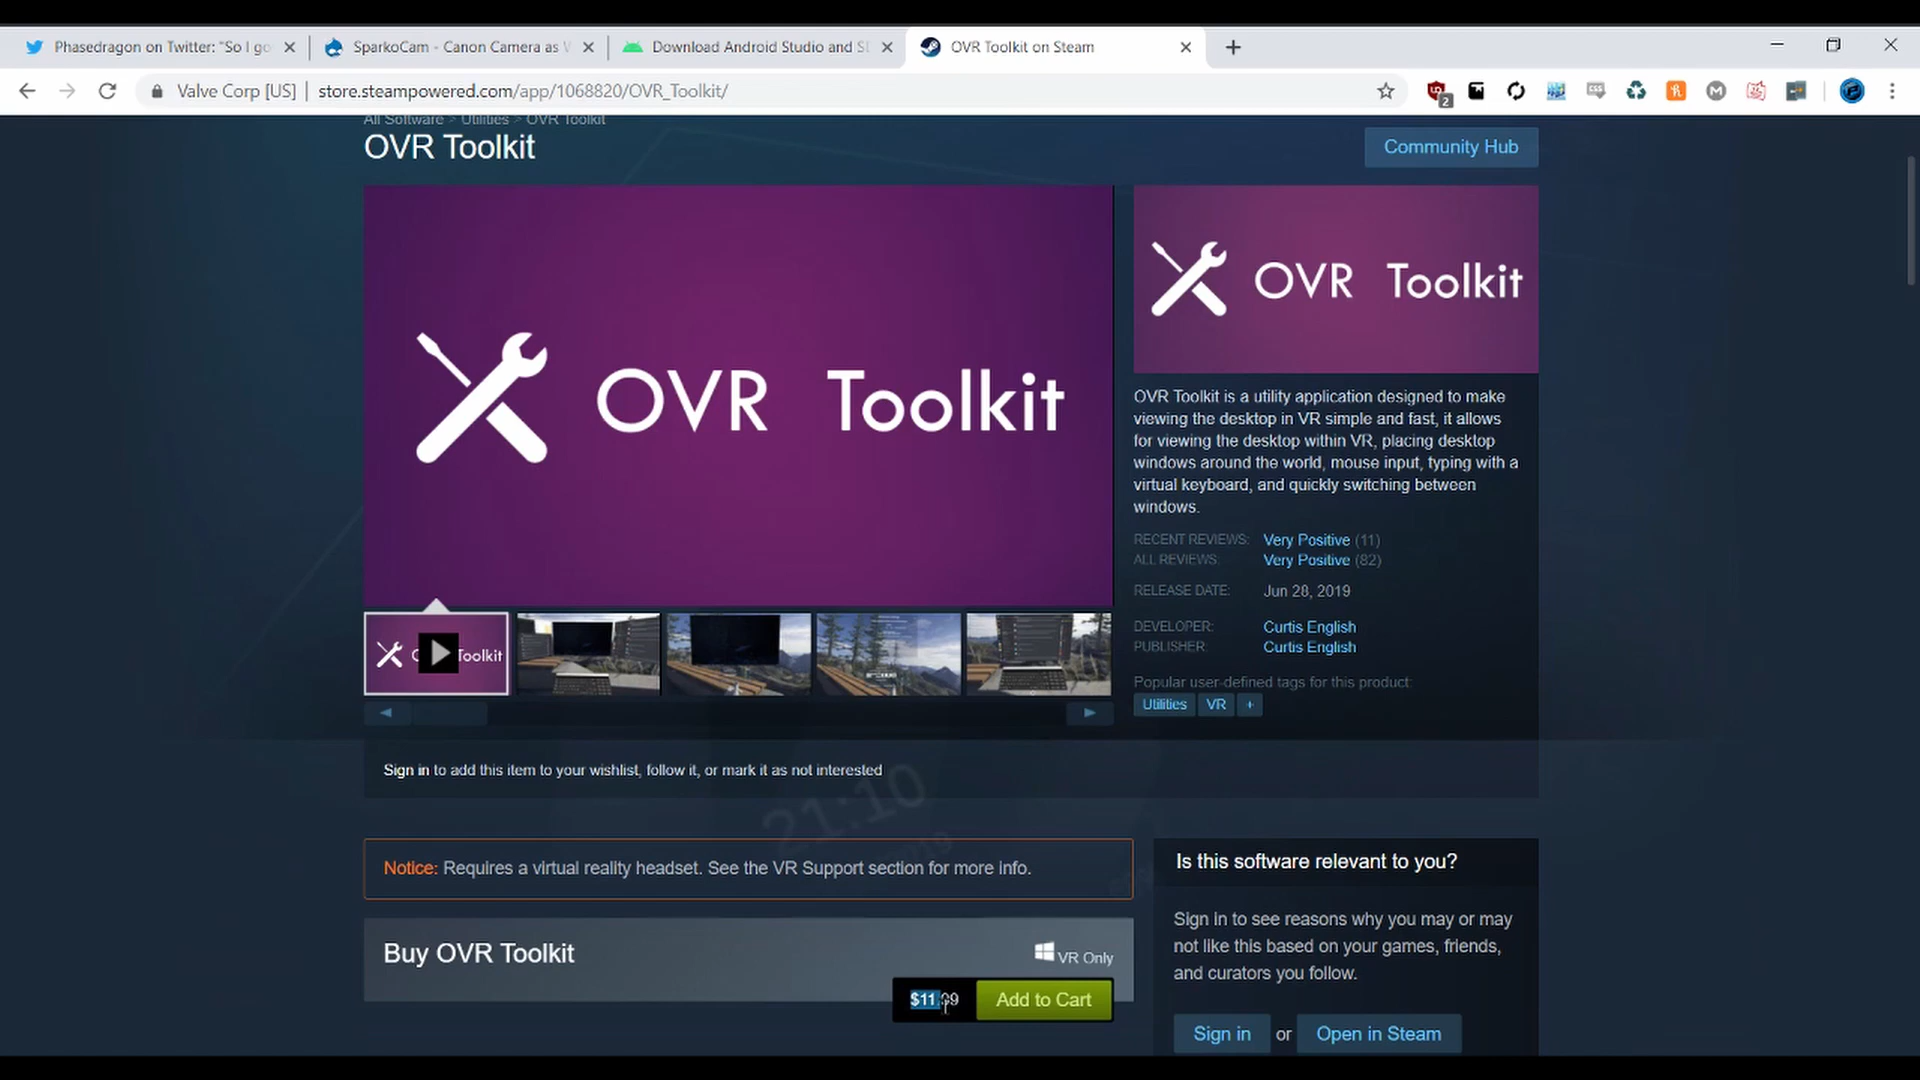 Phasedragon on Twitter: "So I go
SparkoCam - Canon Camera as W
Download Android Studio and SD
OVR Toolkit on Steam
Valve Corp [US] | store.steampowered.com/app/1068820/OVR_Toolkit/
2
All Software > Utilities > OVR Toolkit
OVR Toolkit
Community Hub
OVR Toolkit
OVR Toolkit
OVR Toolkit is a utility application designed to make
viewing the desktop in VR simple and fast, it allows
for viewing the desktop within VR, placing desktop
windows around the world, mouse input, typing with a
virtual keyboard, and quickly switching between
windows.
RECENT REVIEWS: Very Positive (11)
ALL REVIEWS: Very Positive (82)
RELEASE DATE: Jun 28, 2019
DEVELOPER: Curtis English
PUBLISHER: Curtis English
Popular user-defined tags for this product:
Utilities VR +
Sign in to add this item to your wishlist, follow it, or mark it as not interested
21:10
Notice: Requires a virtual reality headset. See the VR Support section for more info.
Is this software relevant to you?
Sign in to see reasons why you may or may
not like this based on your games, friends,
and curators you follow.
Buy OVR Toolkit
VR Only
$11.99 Add to Cart
Sign in or Open in Steam